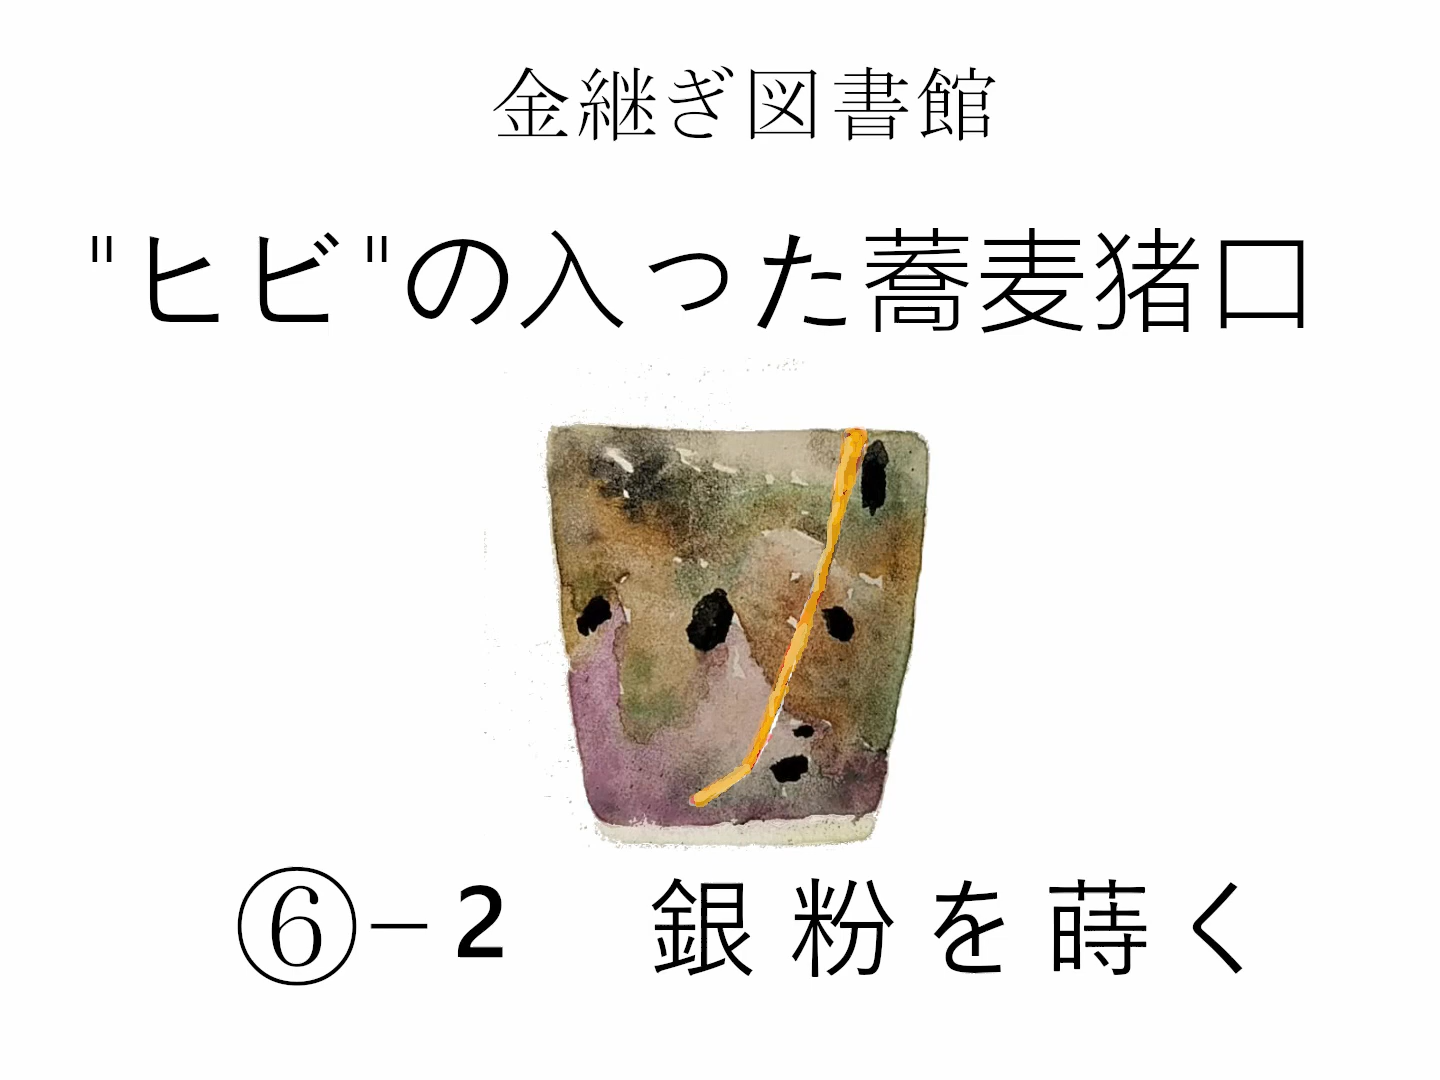 金継ぎ図書館
"ヒビ"の入った蕎麦猪口
⑥−2　銀粉を蒔く